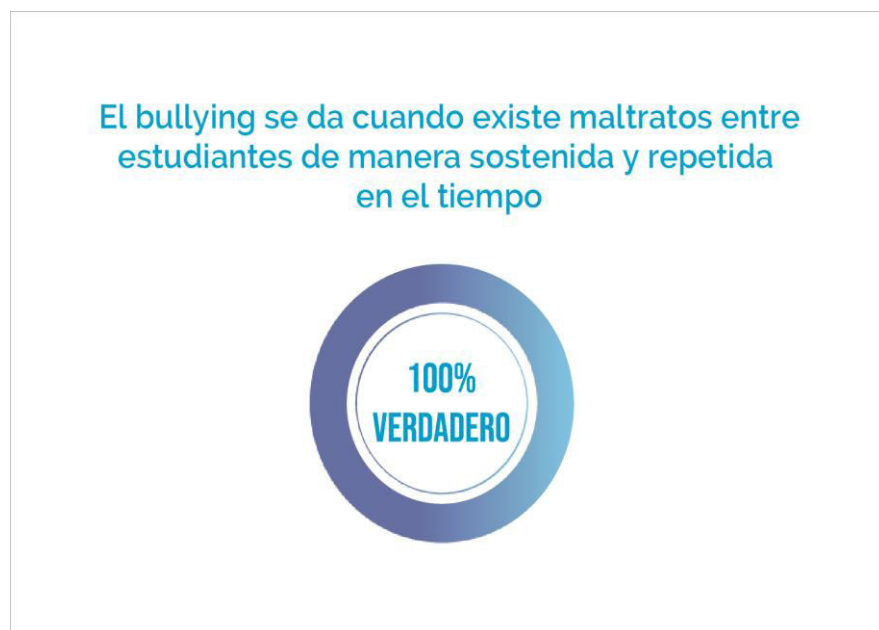 El bullying se da cuando existe maltratos entre
estudiantes de manera sostenida y repetida
en el tiempo
100%
VERDADERO